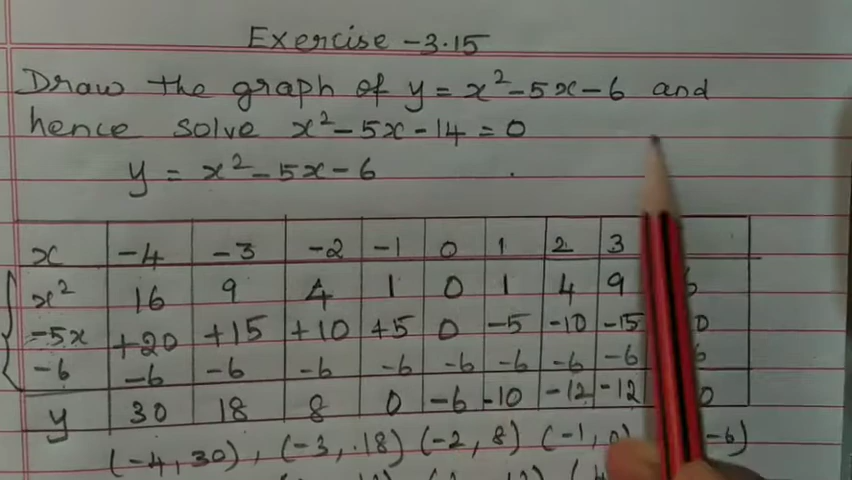 Exercise -3.15
Draw the graph of y = x² - 5x - 6 and
hence solve x² - 5x - 14 = 0
y = x² - 5x - 6
x -4 -3 -2 -1 0 1 2 3
x² 16 9 4 1 0 1 4 9
-5x +20 +15 +10 +5 0 -5 -10 -15
-6 -6 -6 -6 -6 -6 -6 -6 -6
y 30 18 8 0 -6 -10 -12 -12
(-4, 30), (-3, 18) (-2, 8) (-1, 0) -6)